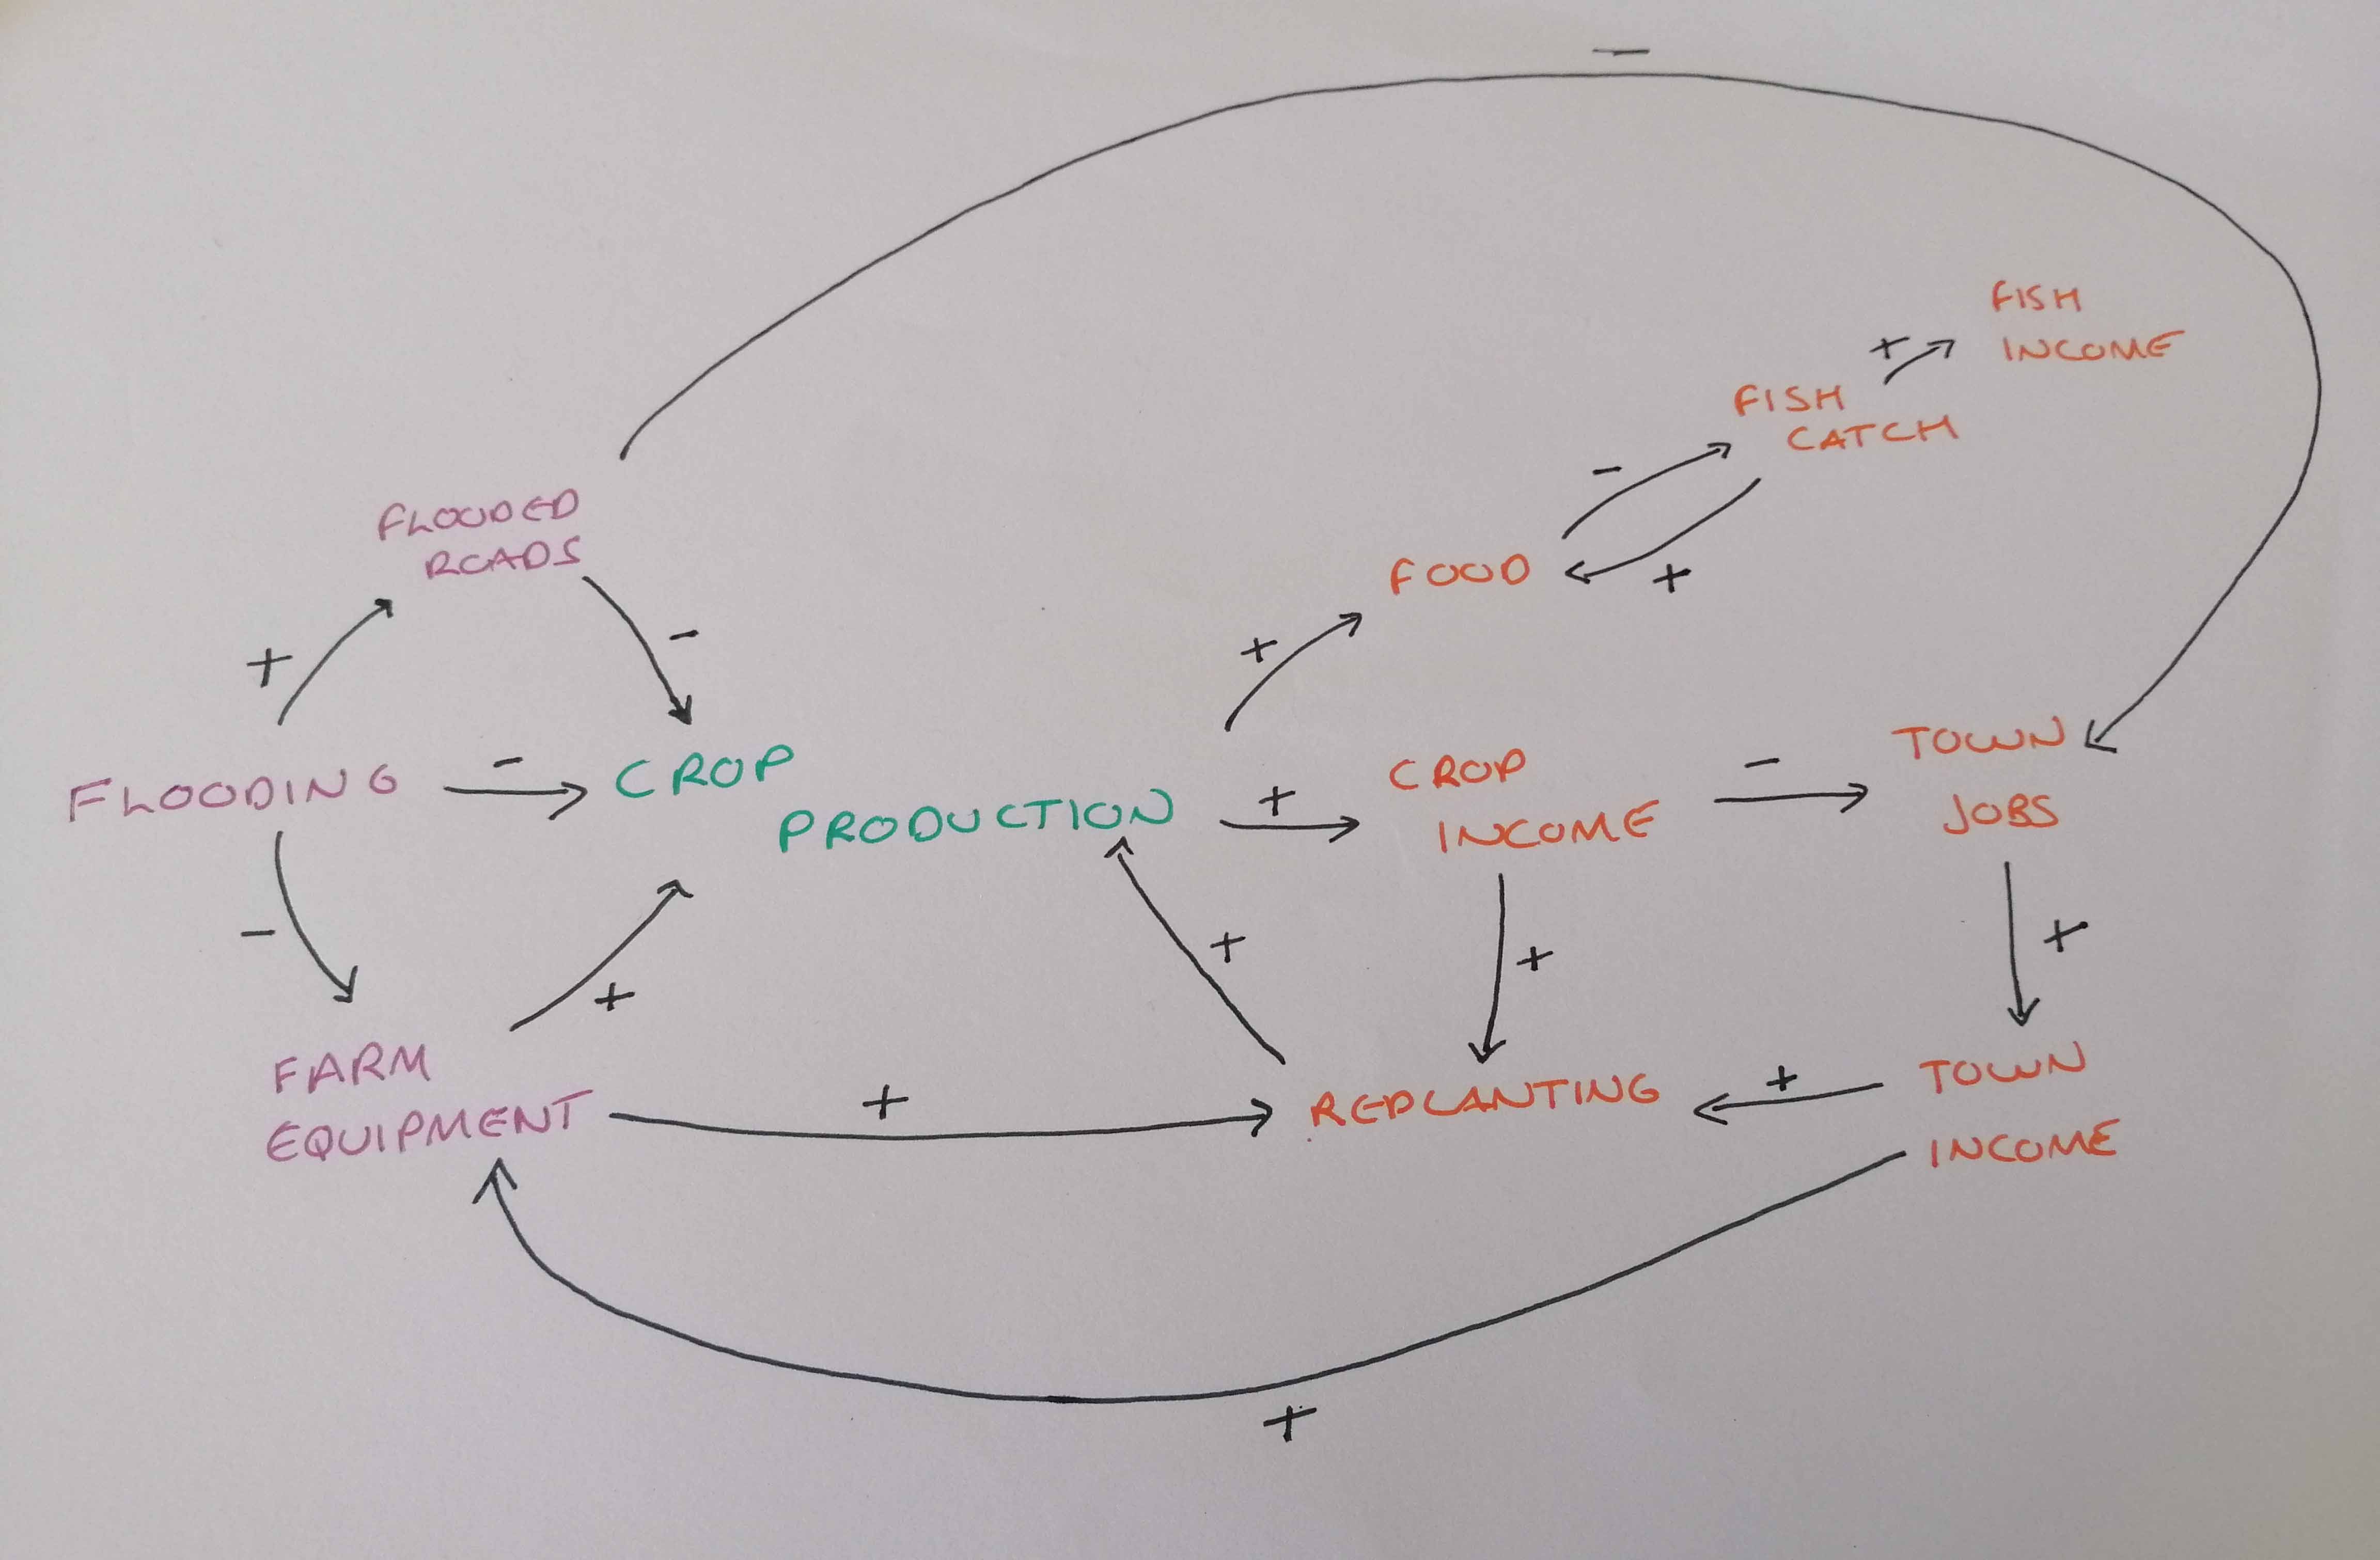 -
FISH
INCOME
+
FISH
CATCH
-
+
FLOODED
ROADS
FOOD
+
-
+
FLOODING
-
CROP
PRODUCTION
+
CROP
INCOME
-
TOWN
JOBS
-
+
+
+
+
FARM
EQUIPMENT
+
REPLANTING
+
TOWN
INCOME
+